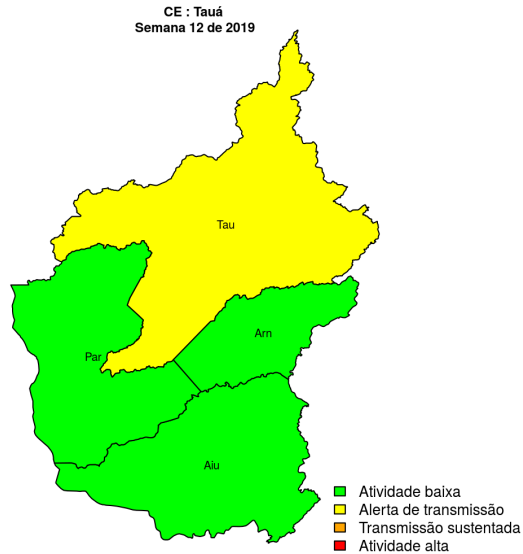 CE : Tauá
Semana 12 de 2019
Tau
Arn
Par
Aiu
Atividade baixa
Alerta de transmissão
Transmissão sustentada
Atividade alta